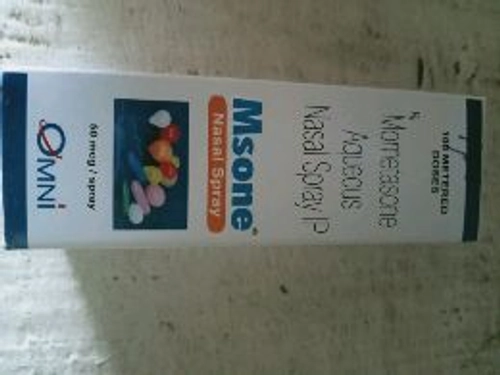 100 METERED
DOSES
Mometasone
Aqueous
Nasal Spray IP
Msone®
Nasal Spray
50 mcg / spray
OMNi